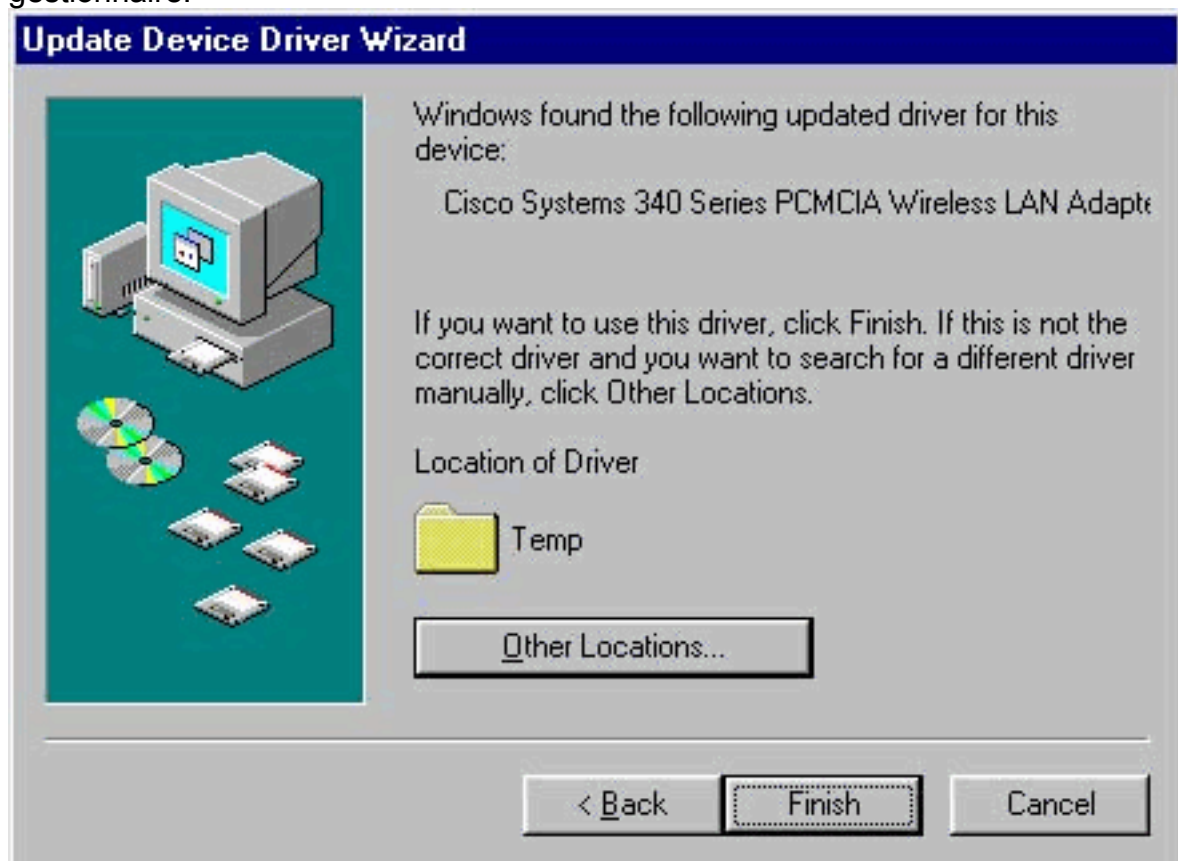 gestionnaire.
Update Device Driver Wizard
Windows found the following updated driver for this
device:
Cisco Systems 340 Series PCMCIA Wireless LAN Adapte
If you want to use this driver, click Finish. If this is not the
correct driver and you want to search for a different driver
manually, click Other Locations.
Location of Driver
Temp
Other Locations...
< Back Finish Cancel